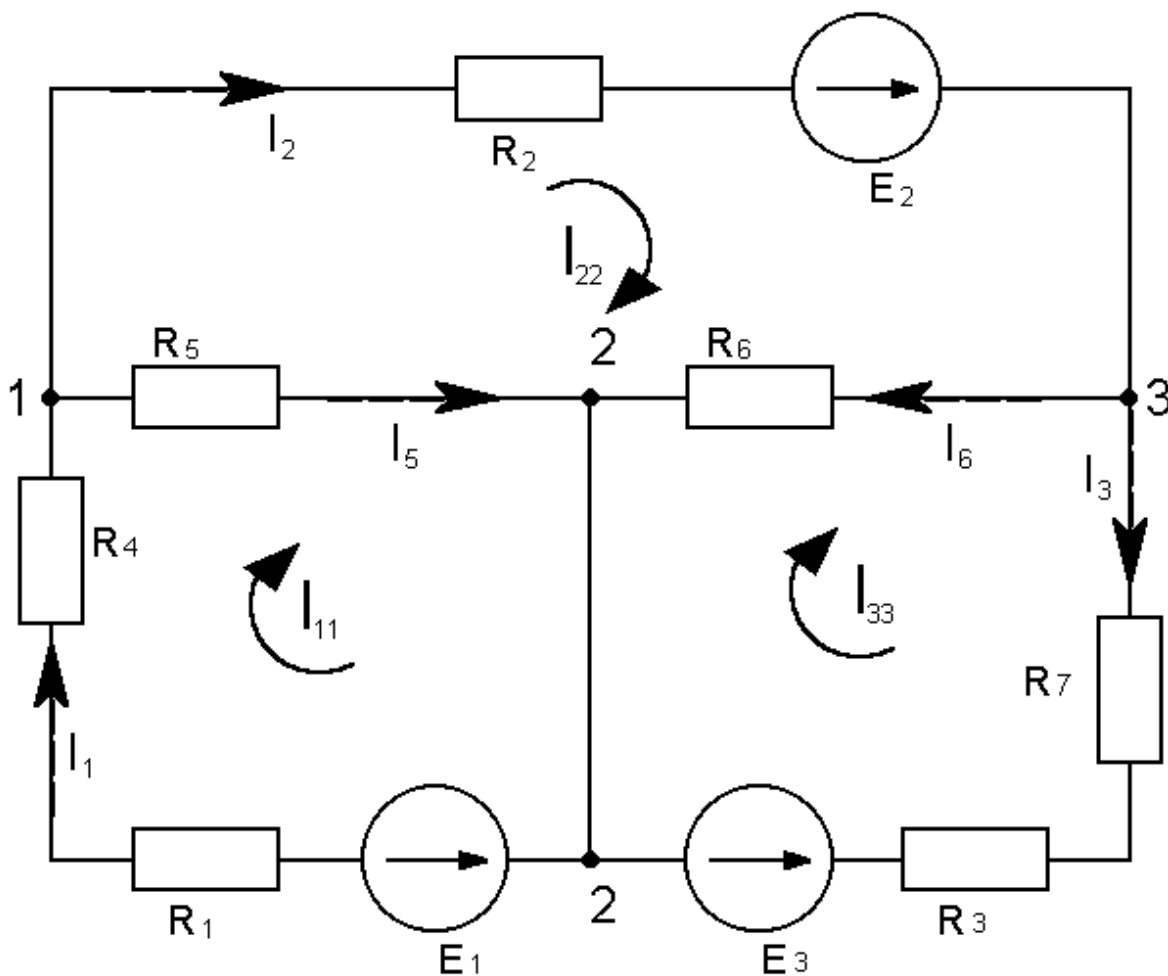 I₂
R₂
E₂
I₂₂
R₅
2
R₆
1
3
I₅
I₆
I₃
R₄
I₁₁
I₃₃
R₇
I₁
R₁
E₁
2
E₃
R₃